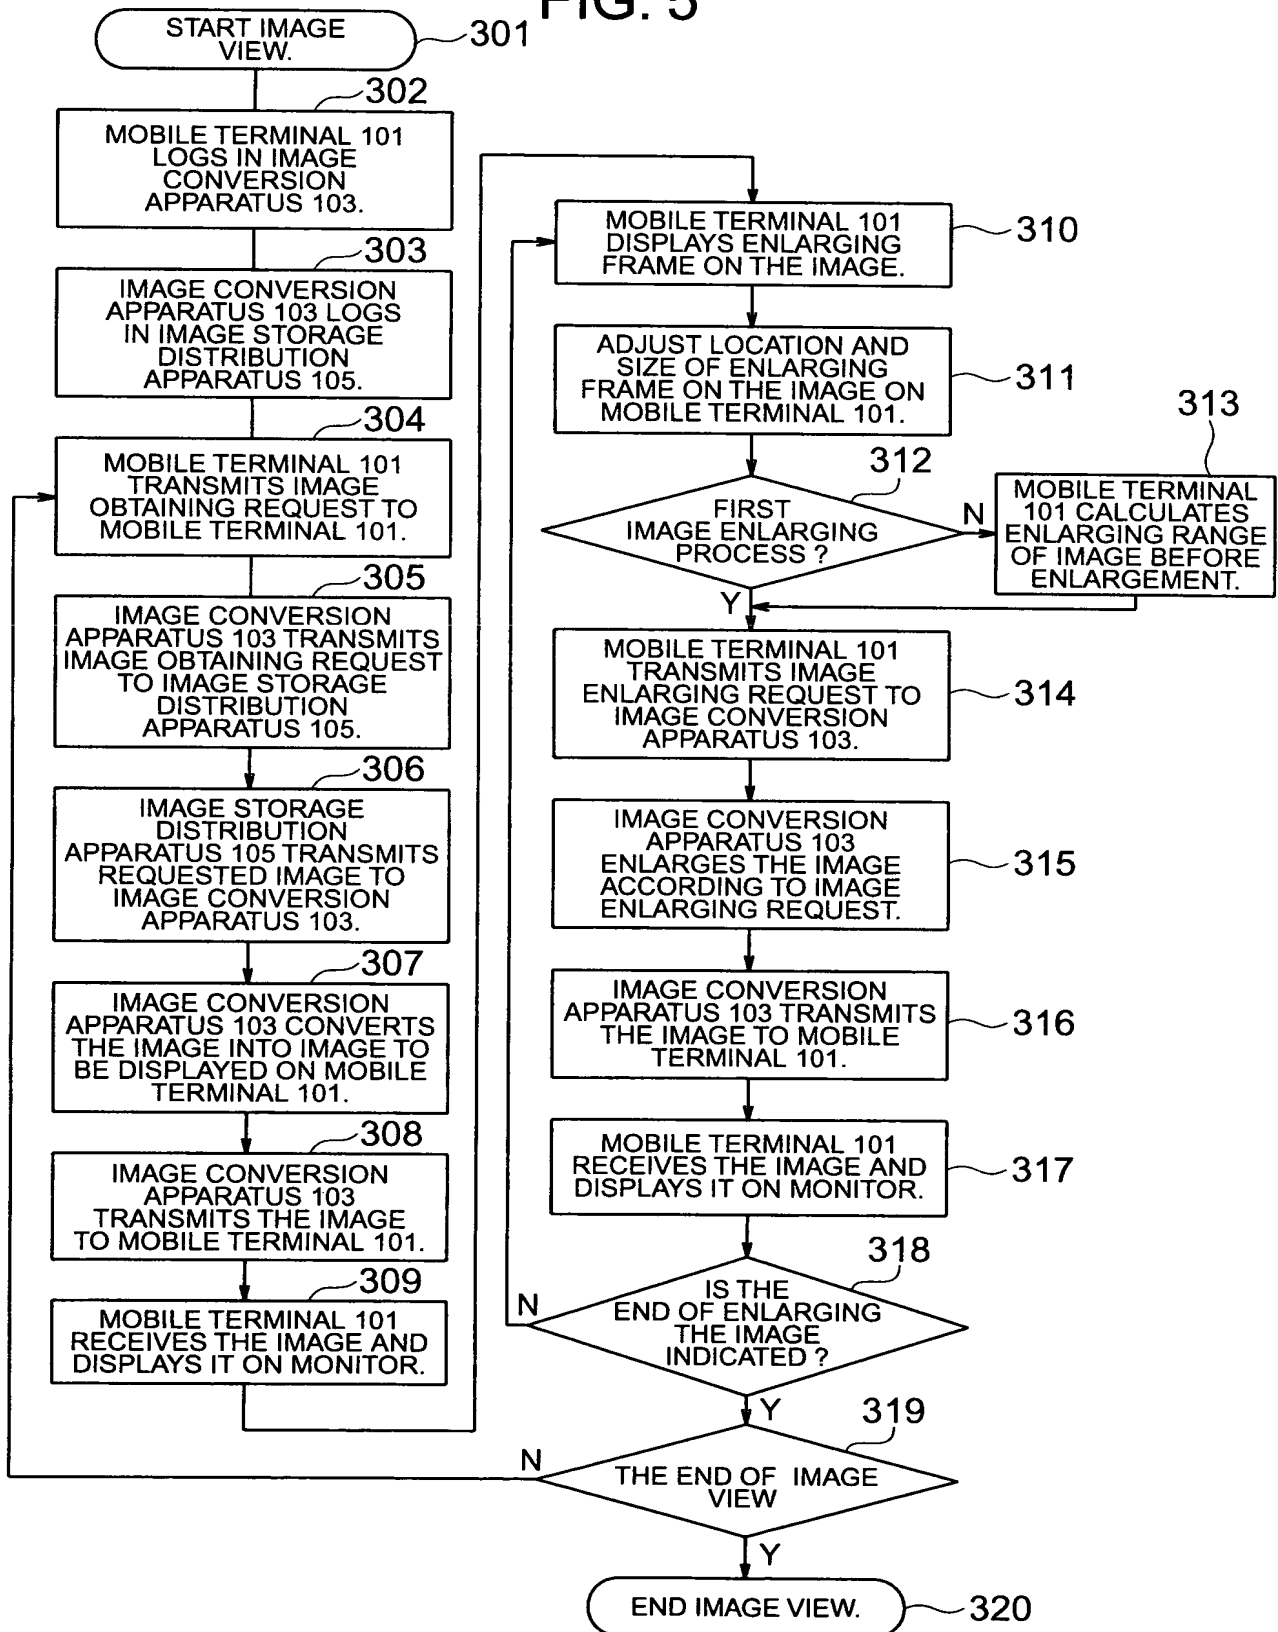 FIG. 5
START IMAGE
VIEW.
301
302
MOBILE TERMINAL 101
LOGS IN IMAGE
CONVERSION
APPARATUS 103.
303
IMAGE CONVERSION
APPARATUS 103 LOGS
IN IMAGE STORAGE
DISTRIBUTION
APPARATUS 105.
304
MOBILE TERMINAL 101
TRANSMITS IMAGE
OBTAINING REQUEST TO
MOBILE TERMINAL 101.
305
IMAGE CONVERSION
APPARATUS 103 TRANSMITS
IMAGE OBTAINING REQUEST
TO IMAGE STORAGE
DISTRIBUTION
APPARATUS 105.
306
IMAGE STORAGE
DISTRIBUTION
APPARATUS 105 TRANSMITS
REQUESTED IMAGE TO
IMAGE CONVERSION
APPARATUS 103.
307
IMAGE CONVERSION
APPARATUS 103 CONVERTS
THE IMAGE INTO IMAGE TO
BE DISPLAYED ON MOBILE
TERMINAL 101.
308
IMAGE CONVERSION
APPARATUS 103
TRANSMITS THE IMAGE
TO MOBILE TERMINAL 101.
309
MOBILE TERMINAL 101
RECEIVES THE IMAGE AND
DISPLAYS IT ON MONITOR.
MOBILE TERMINAL 101
DISPLAYS ENLARGING
FRAME ON THE IMAGE.
310
ADJUST LOCATION AND
SIZE OF ENLARGING
FRAME ON THE IMAGE ON
MOBILE TERMINAL 101.
311
312
FIRST
IMAGE ENLARGING
PROCESS ?
N
Y
313
MOBILE TERMINAL
101 CALCULATES
ENLARGING RANGE
OF IMAGE BEFORE
ENLARGEMENT.
MOBILE TERMINAL 101
TRANSMITS IMAGE
ENLARGING REQUEST TO
IMAGE CONVERSION
APPARATUS 103.
314
IMAGE CONVERSION
APPARATUS 103
ENLARGES THE IMAGE
ACCORDING TO IMAGE
ENLARGING REQUEST.
315
IMAGE CONVERSION
APPARATUS 103 TRANSMITS
THE IMAGE TO MOBILE
TERMINAL 101.
316
MOBILE TERMINAL 101
RECEIVES THE IMAGE AND
DISPLAYS IT ON MONITOR.
317
318
IS THE
END OF ENLARGING
THE IMAGE
INDICATED ?
N
Y
319
THE END OF IMAGE
VIEW
N
Y
END IMAGE VIEW.
320